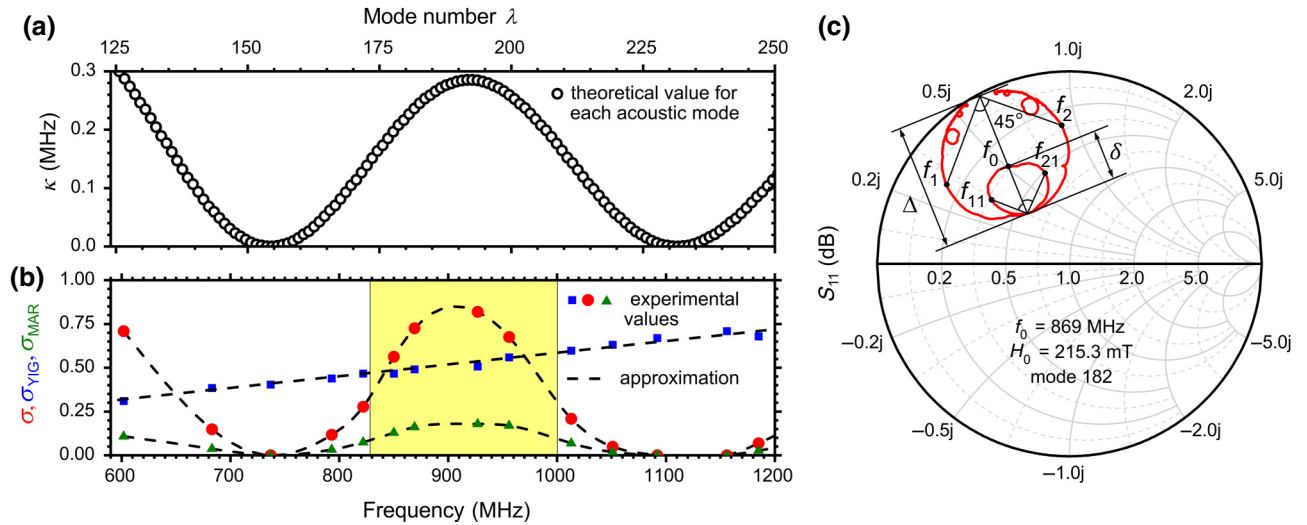 (a)
Mode number λ
125 150 175 200 225 250
κ (MHz)
0.3
0.2
0.1
0.0
theoretical value for
each acoustic mode
(b)
σ, σYIG, σMAR
1.00
0.75
0.50
0.25
0.00
experimental
values
approximation
600 700 800 900 1000 1100 1200
Frequency (MHz)
(c)
S11 (dB)
1.0j
0.5j
2.0j
0.2j
5.0j
45°
f2
f0
f21
δ
f1
f11
Δ
0.2 0.5 1.0 2.0 5.0
f0 = 869 MHz
H0 = 215.3 mT
mode 182
–0.2j
–5.0j
–0.5j
–2.0j
–1.0j